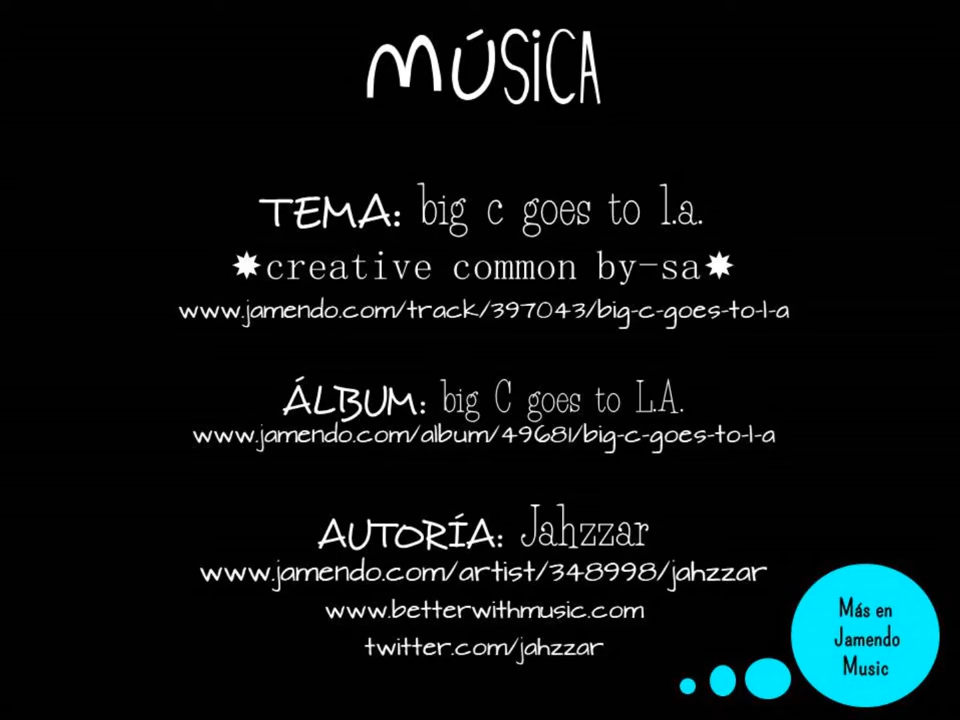 MÚSiCA
TEMA: big c goes to l.a.
✸creative common by-sa✸
www.jamendo.com/track/397043/big-c-goes-to-l-a
ÁLBUM: big C goes to L.A.
www.jamendo.com/album/49681/big-c-goes-to-l-a
AUTORÍA: Jahzzar
www.jamendo.com/artist/348998/jahzzar
www.betterwithmusic.com
twitter.com/jahzzar
Más en
Jamendo
Music